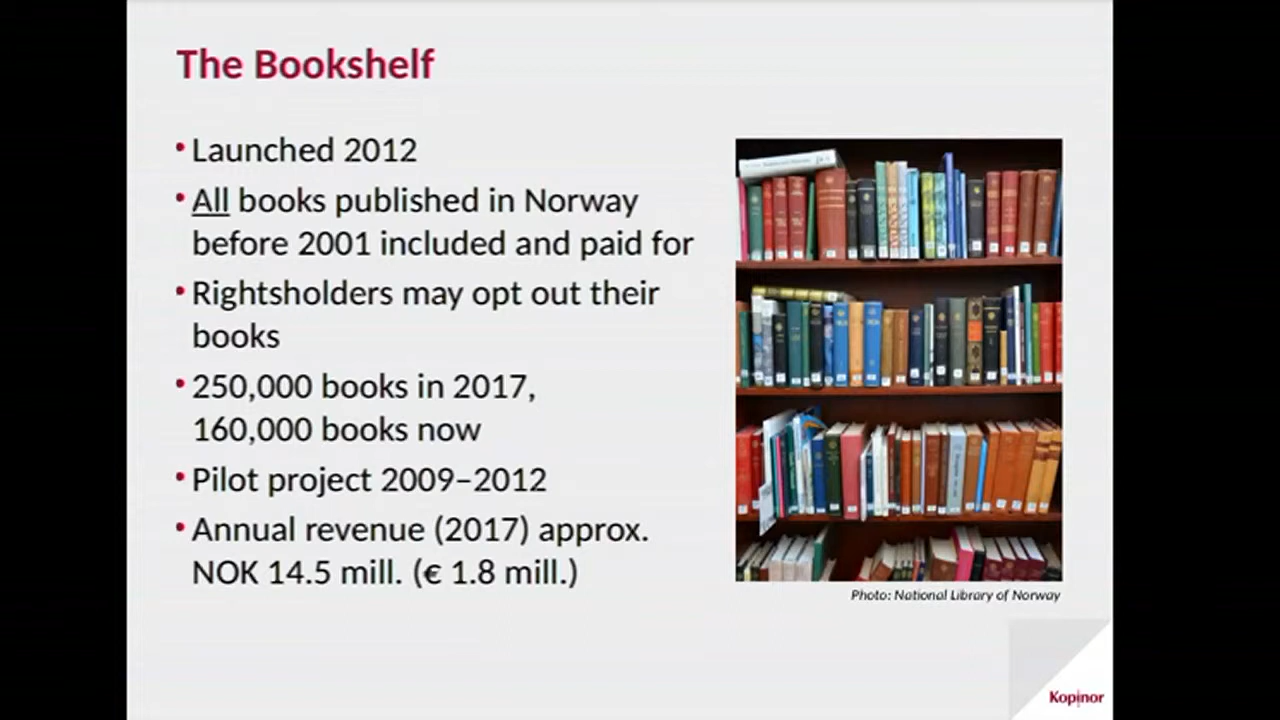 The Bookshelf
• Launched 2012
• All books published in Norway
before 2001 included and paid for
• Rightsholders may opt out their
books
• 250,000 books in 2017,
160,000 books now
• Pilot project 2009–2012
• Annual revenue (2017) approx.
NOK 14.5 mill. (€ 1.8 mill.)
Photo: National Library of Norway
Kopinor